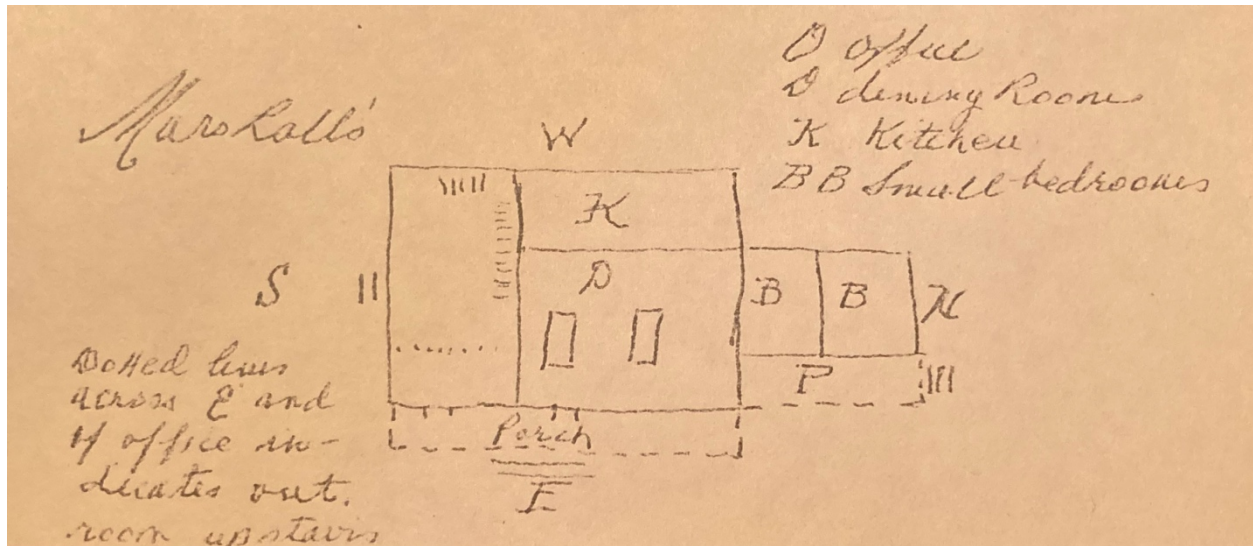 Marshall's
O office
D dining Room
K Kitchen
BB Small bedrooms
W
K
S
D
B
B
N
P
Porch
E
Dotted lines
across E end
of office in-
dicates out.
room upstairs